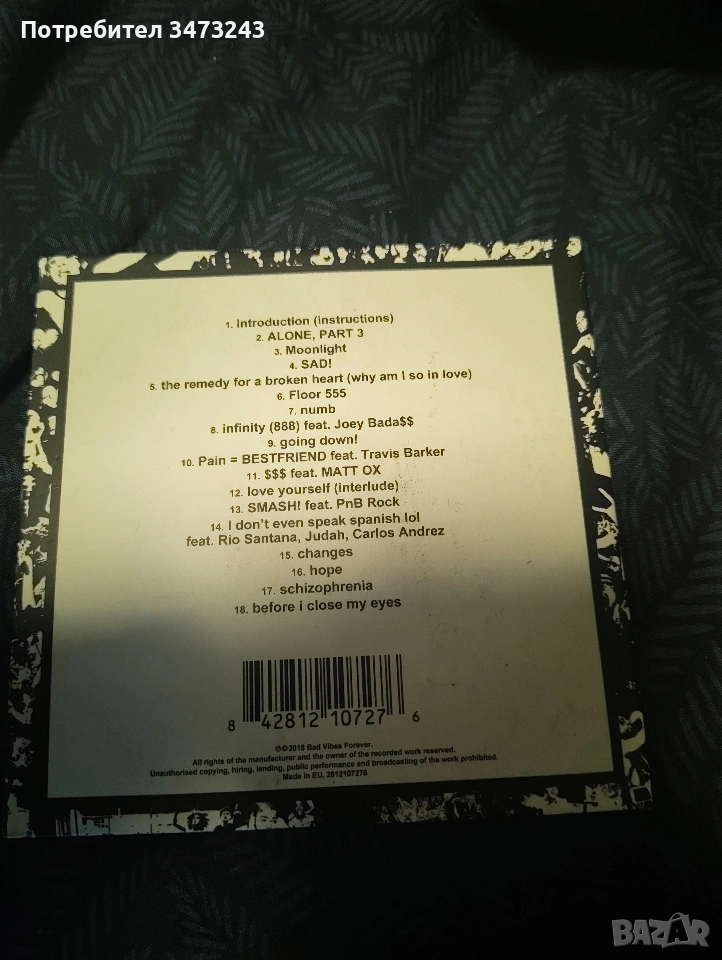 Потребител 3473243
1. Introduction (instructions)
2. ALONE, PART 3
3. Moonlight
4. SAD!
5. the remedy for a broken heart (why am I so in love)
6. Floor 555
7. numb
8. infinity (888) feat. Joey Bada$$
9. going down!
10. Pain = BESTFRIEND feat. Travis Barker
11. $$$ feat. MATT OX
12. love yourself (interlude)
13. SMASH! feat. PnB Rock
14. I don't even speak spanish lol
feat. Rio Santana, Judah, Carlos Andrez
15. changes
16. hope
17. schizophrenia
18. before i close my eyes
8 42812 10727 6
©℗2018 Bad Vibes Forever.
All rights of the manufacturer and the owner of the recorded work reserved.
Unauthorised copying, hiring, lending, public performance and broadcasting of the work prohibited.
Made in EU. 2812107276
BAZAR